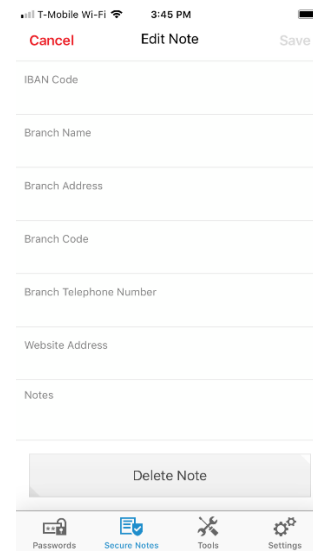 T-Mobile Wi-Fi 3:45 PM
Cancel Edit Note Save
IBAN Code
Branch Name
Branch Address
Branch Code
Branch Telephone Number
Website Address
Notes
Delete Note
Passwords Secure Notes Tools Settings